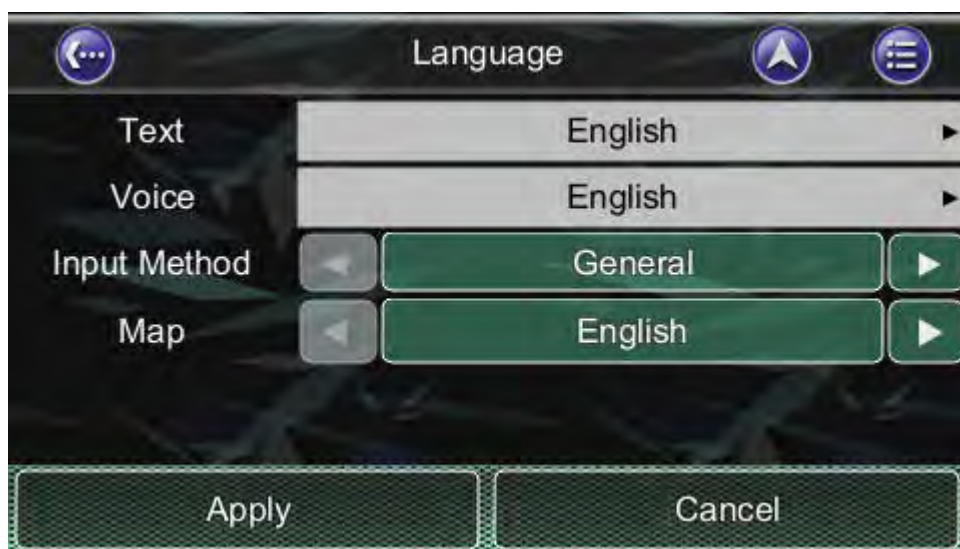 Language
Text English
Voice English
Input Method General
Map English
Apply Cancel